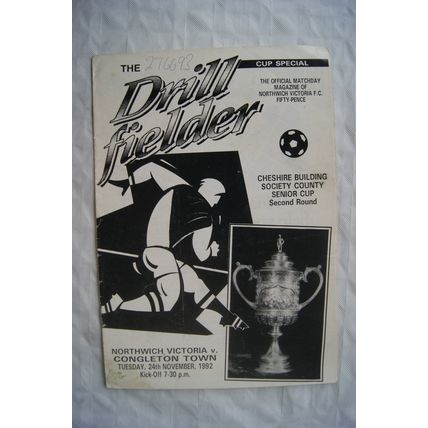 THE
276698
Drill
fielder
CUP SPECIAL
THE OFFICIAL MATCHDAY
MAGAZINE OF
NORTHWICH VICTORIA F.C.
FIFTY-PENCE
CHESHIRE BUILDING
SOCIETY COUNTY
SENIOR CUP
Second Round
NORTHWICH VICTORIA v.
CONGLETON TOWN
TUESDAY, 24th NOVEMBER, 1992
Kick-Off 7-30 p.m.